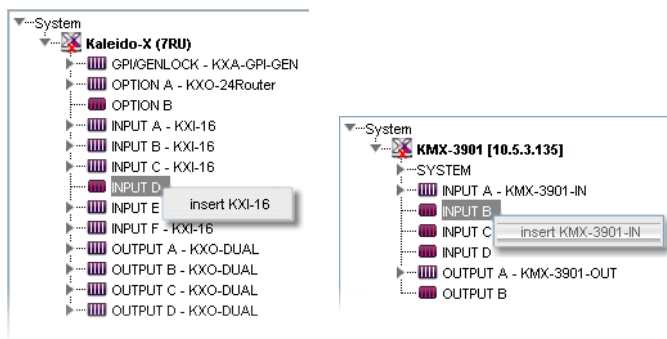 System
Kaleido-X (7RU)
GPI/GENLOCK - KXA-GPI-GEN
OPTION A - KXO-24Router
OPTION B
INPUT A - KXI-16
INPUT B - KXI-16
INPUT C - KXI-16
INPUT D
insert KXI-16
INPUT E
INPUT F - KXI-16
OUTPUT A - KXO-DUAL
OUTPUT B - KXO-DUAL
OUTPUT C - KXO-DUAL
OUTPUT D - KXO-DUAL
System
KMX-3901 [10.5.3.135]
SYSTEM
INPUT A - KMX-3901-IN
INPUT B
INPUT C
insert KMX-3901-IN
INPUT D
OUTPUT A - KMX-3901-OUT
OUTPUT B